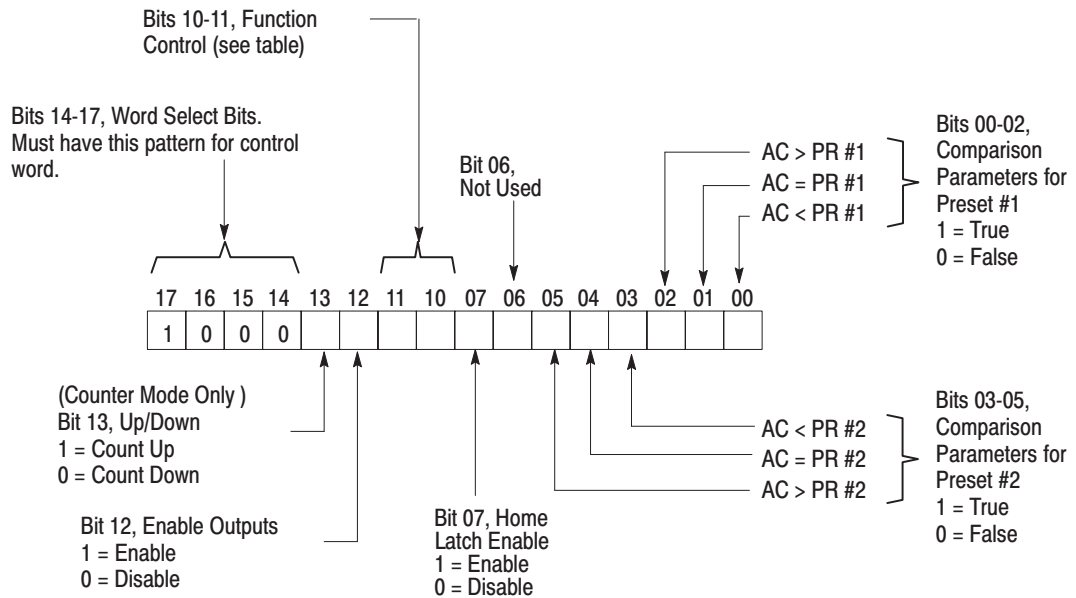 Bits 10-11, Function
Control (see table)
Bits 14-17, Word Select Bits.
Must have this pattern for control
word.
Bit 06,
Not Used
AC > PR #1
AC = PR #1
AC < PR #1
Bits 00-02,
Comparison
Parameters for
Preset #1
1 = True
0 = False
17 16 15 14 13 12 11 10 07 06 05 04 03 02 01 00
1 0 0 0
(Counter Mode Only )
Bit 13, Up/Down
1 = Count Up
0 = Count Down
Bit 12, Enable Outputs
1 = Enable
0 = Disable
Bit 07, Home
Latch Enable
1 = Enable
0 = Disable
AC < PR #2
AC = PR #2
AC > PR #2
Bits 03-05,
Comparison
Parameters for
Preset #2
1 = True
0 = False